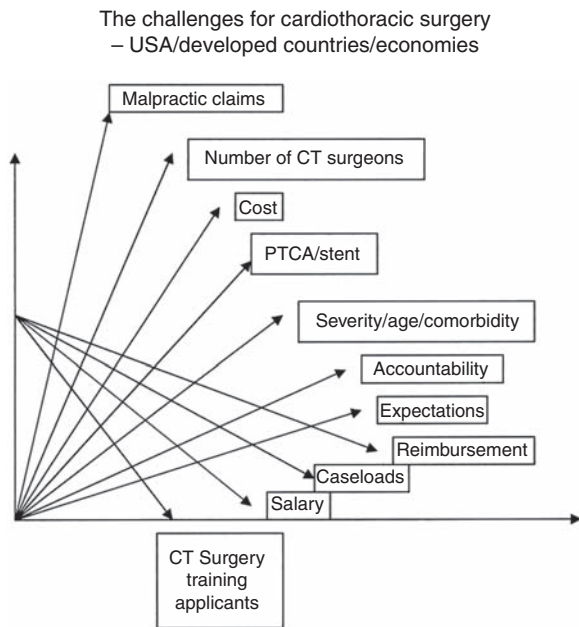 The challenges for cardiothoracic surgery
– USA/developed countries/economies
Malpractic claims
Number of CT surgeons
Cost
PTCA/stent
Severity/age/comorbidity
Accountability
Expectations
Reimbursement
Caseloads
Salary
CT Surgery
training
applicants